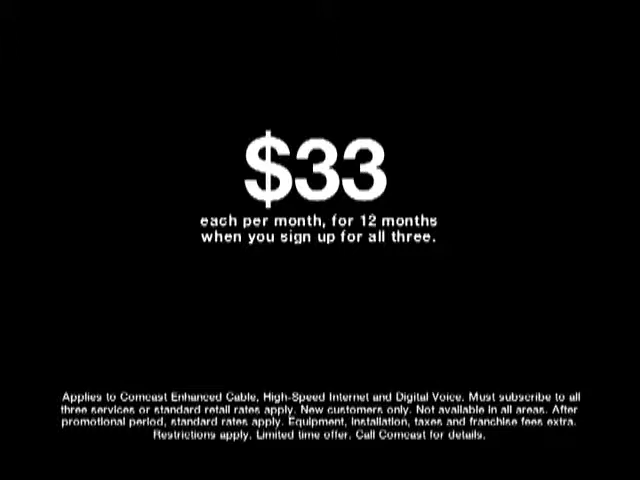 $33
each per month, for 12 months
when you sign up for all three.
Applies to Comcast Enhanced Cable, High-Speed Internet and Digital Voice. Must subscribe to all
three services or standard retail rates apply. New customers only. Not available in all areas. After
promotional period, standard rates apply. Equipment, installation, taxes and franchise fees extra.
Restrictions apply. Limited time offer. Call Comcast for details.